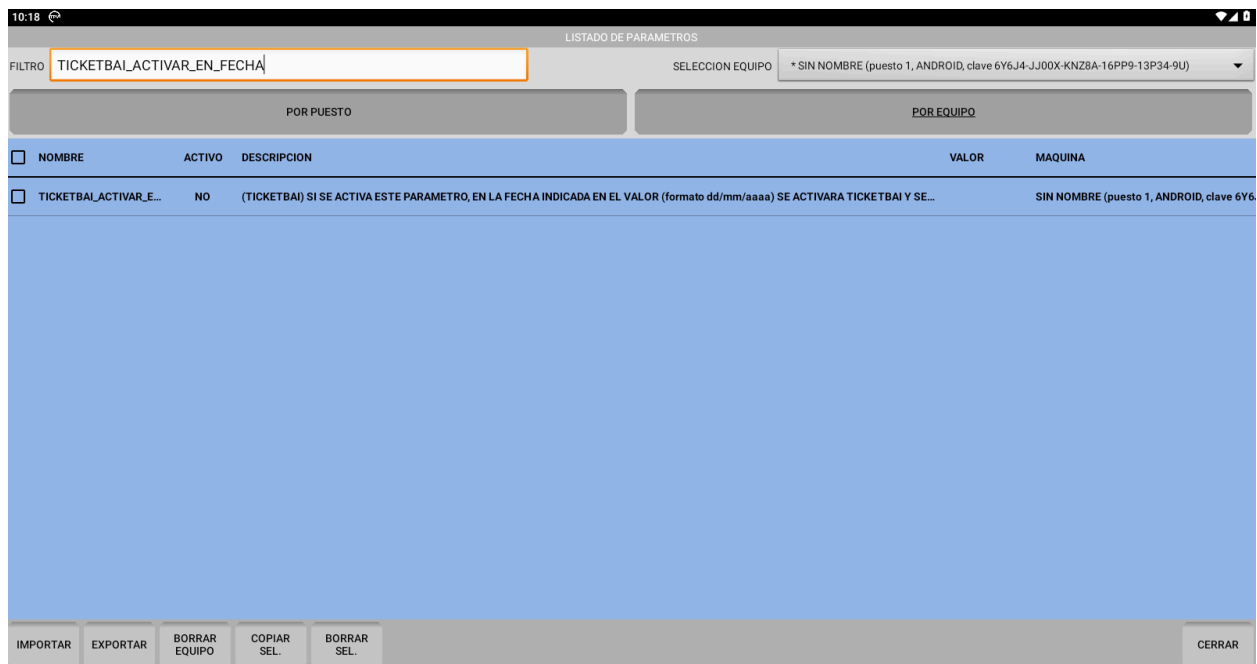 10:18
LISTADO DE PARAMETROS
FILTRO TICKETBAI_ACTIVAR_EN_FECHA SELECCION EQUIPO * SIN NOMBRE (puesto 1, ANDROID, clave 6Y6J4-JJ00X-KNZ8A-16PP9-13P34-9U)
POR PUESTO POR EQUIPO
NOMBRE ACTIVO DESCRIPCION VALOR MAQUINA
TICKETBAI_ACTIVAR_E... NO (TICKETBAI) SI SE ACTIVA ESTE PARAMETRO, EN LA FECHA INDICADA EN EL VALOR (formato dd/mm/aaaa) SE ACTIVARA TICKETBAI Y SE... SIN NOMBRE (puesto 1, ANDROID, clave 6Y6J
IMPORTAR EXPORTAR BORRAR EQUIPO COPIAR SEL. BORRAR SEL. CERRAR